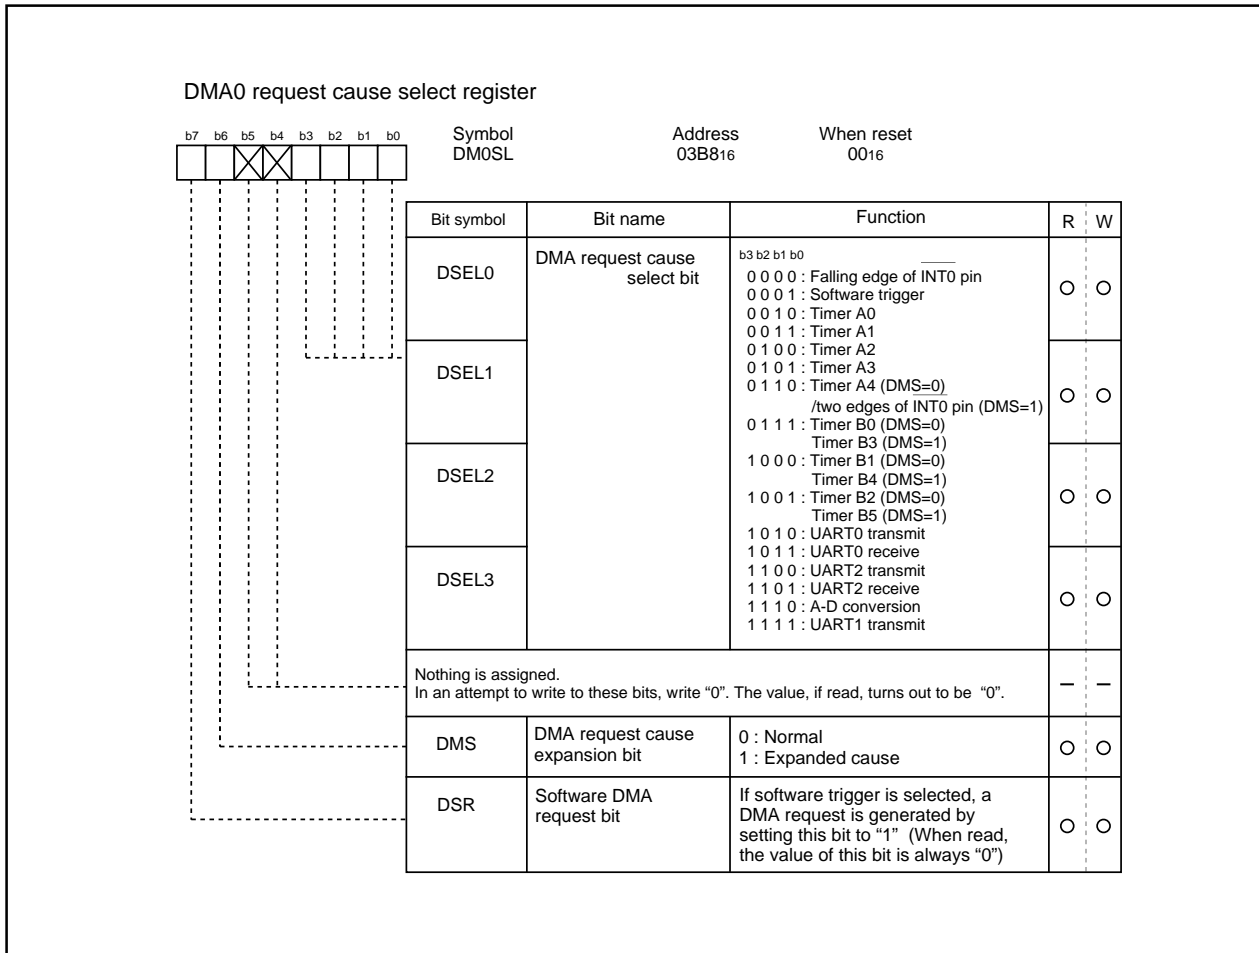 DMA0 request cause select register
b7 b6 b5 b4 b3 b2 b1 b0
Symbol Address When reset
DM0SL 03B816 0016
Bit symbol Bit name Function R W
DSEL0
DMA request cause
select bit
b3 b2 b1 b0
0 0 0 0 : Falling edge of INT0 pin
0 0 0 1 : Software trigger
0 0 1 0 : Timer A0
0 0 1 1 : Timer A1
0 1 0 0 : Timer A2
0 1 0 1 : Timer A3
0 1 1 0 : Timer A4 (DMS=0)
/two edges of INT0 pin (DMS=1)
0 1 1 1 : Timer B0 (DMS=0)
Timer B3 (DMS=1)
1 0 0 0 : Timer B1 (DMS=0)
Timer B4 (DMS=1)
1 0 0 1 : Timer B2 (DMS=0)
Timer B5 (DMS=1)
1 0 1 0 : UART0 transmit
1 0 1 1 : UART0 receive
1 1 0 0 : UART2 transmit
1 1 0 1 : UART2 receive
1 1 1 0 : A-D conversion
1 1 1 1 : UART1 transmit
DSEL1
DSEL2
DSEL3
Nothing is assigned.
In an attempt to write to these bits, write “0”. The value, if read, turns out to be “0”.
DMS
DMA request cause
expansion bit
0 : Normal
1 : Expanded cause
DSR
Software DMA
request bit
If software trigger is selected, a
DMA request is generated by
setting this bit to “1” (When read,
the value of this bit is always “0”)